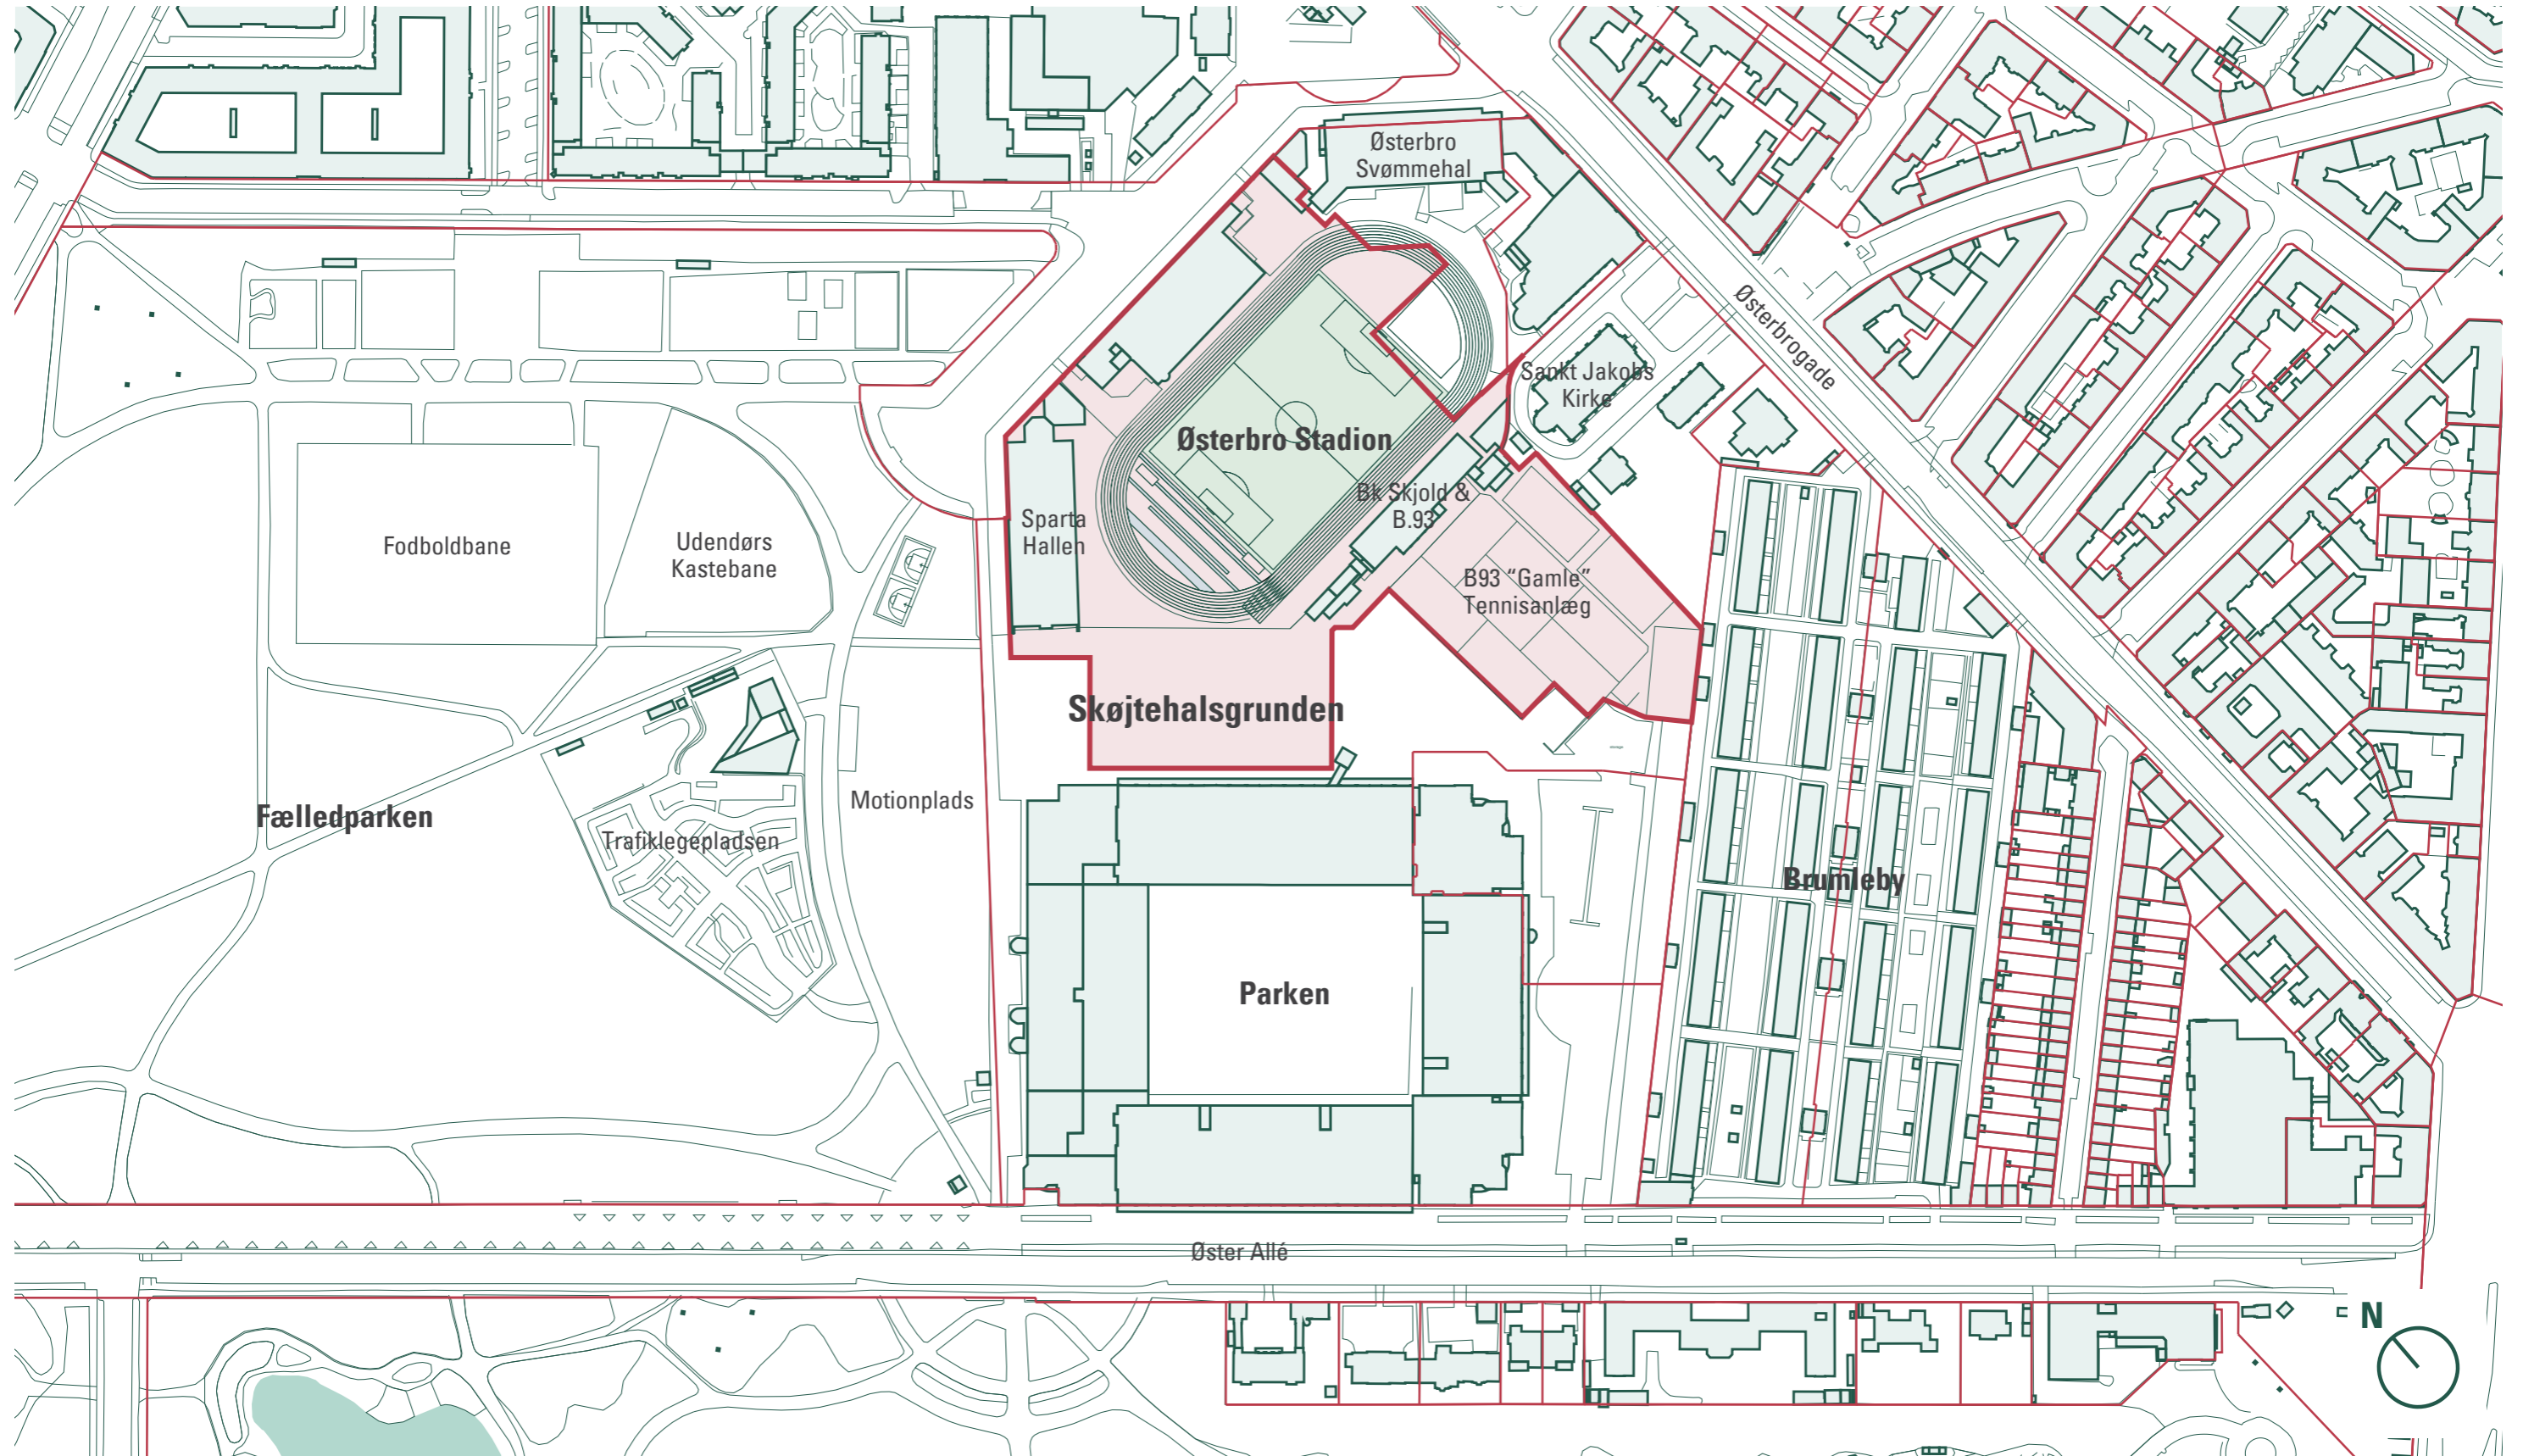 Østerbro
Svømmehal
Østerbrogade
Sankt Jakobs
Kirke
Østerbro Stadion
Bk Skjold &
B.93
Sparta
Hallen
Fodboldbane
Udendørs
Kastebane
B93 “Gamle”
Tennisanlæg
Skøjtehalsgrunden
Motionplads
Fælledparken
Trafiklegepladsen
Brumleby
Parken
Øster Allé
N